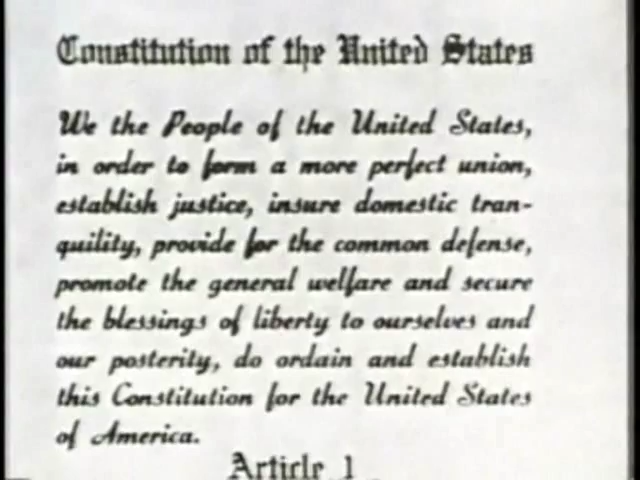 Constitution of the United States
We the People of the United States,
in order to form a more perfect union,
establish justice, insure domestic tran-
quility, provide for the common defense,
promote the general welfare and secure
the blessings of liberty to ourselves and
our posterity, do ordain and establish
this Constitution for the United States
of America.
Article 1